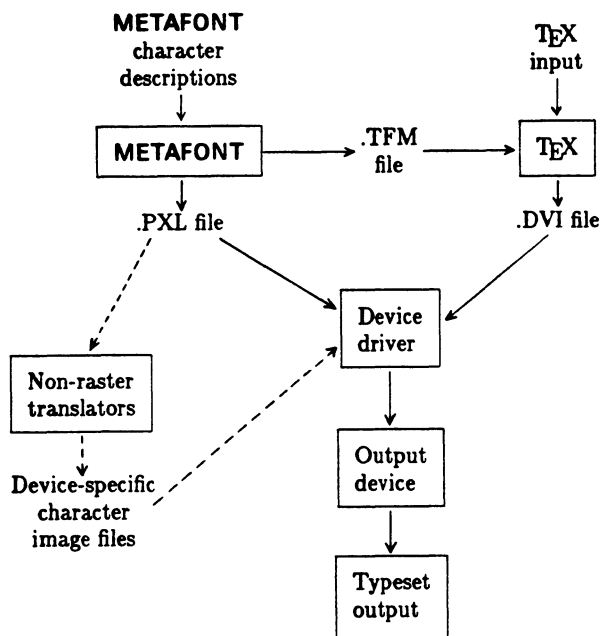 METAFONT
character
descriptions
TEX
input
METAFONT
.TFM
file
TEX
.PXL file
.DVI file
Device
driver
Non-raster
translators
Output
device
Device-specific
character
image files
Typeset
output